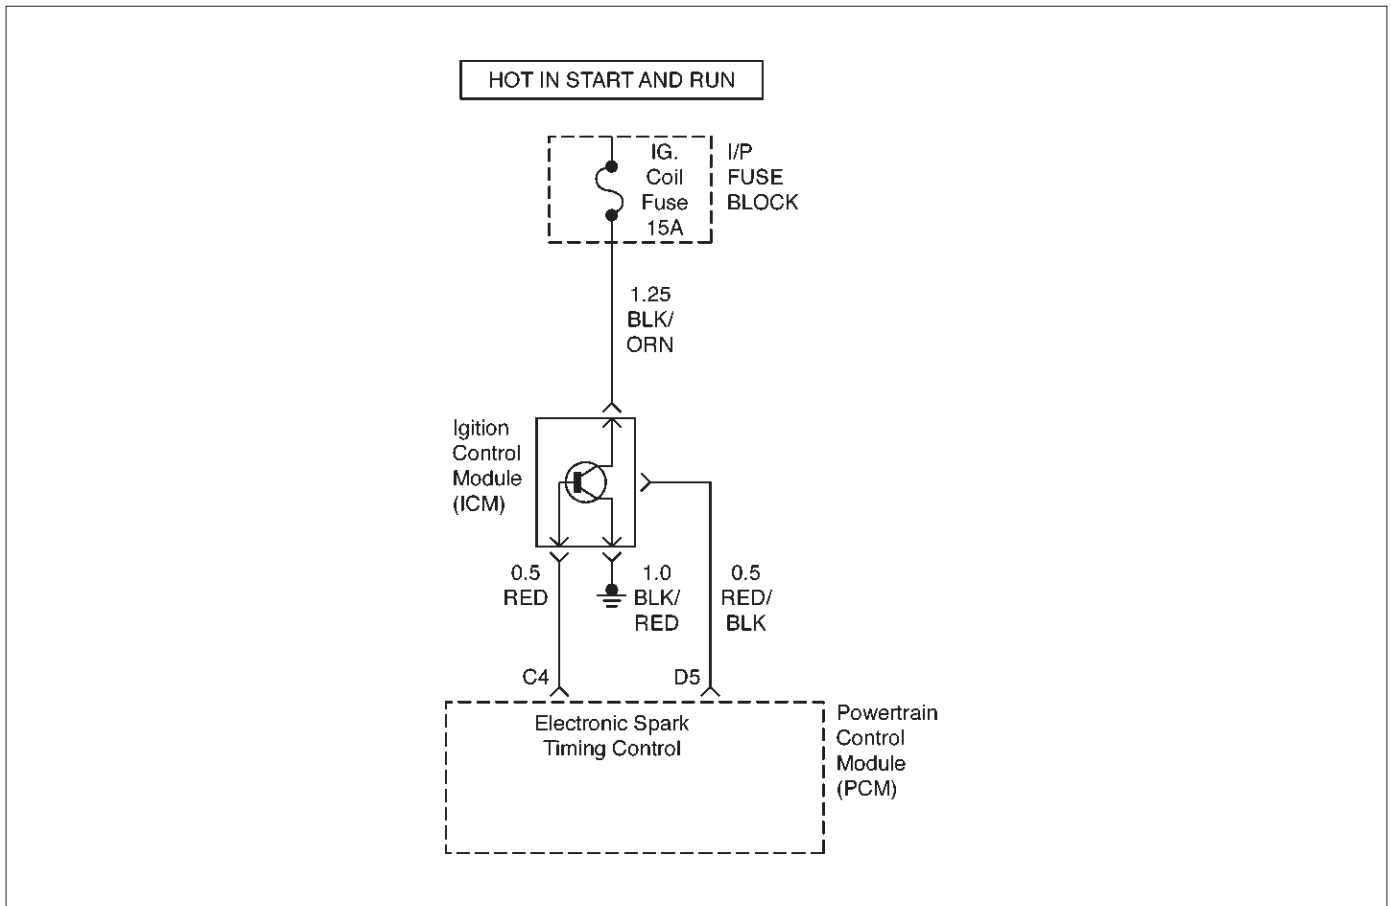 HOT IN START AND RUN
IG.
Coil
Fuse
15A
I/P
FUSE
BLOCK
1.25
BLK/
ORN
Igition
Control
Module
(ICM)
0.5
RED
1.0
BLK/
RED
0.5
RED/
BLK
C4
D5
Electronic Spark
Timing Control
Powertrain
Control
Module
(PCM)